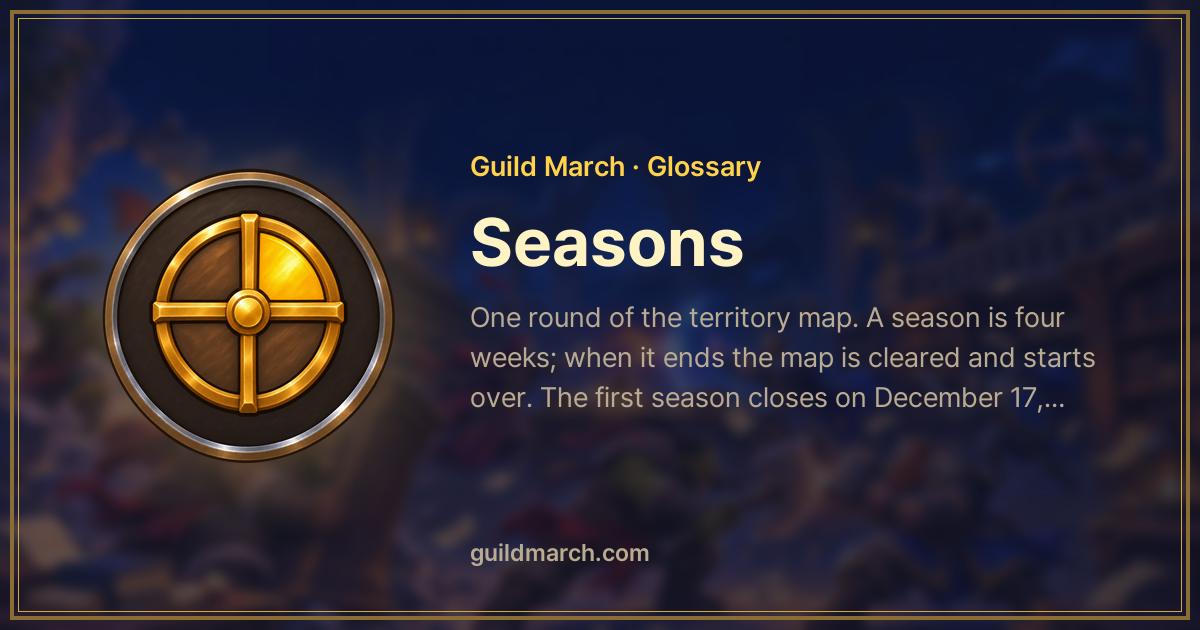 Guild March · Glossary
Seasons
One round of the territory map. A season is four
weeks; when it ends the map is cleared and starts
over. The first season closes on December 17,...
guildmarch.com